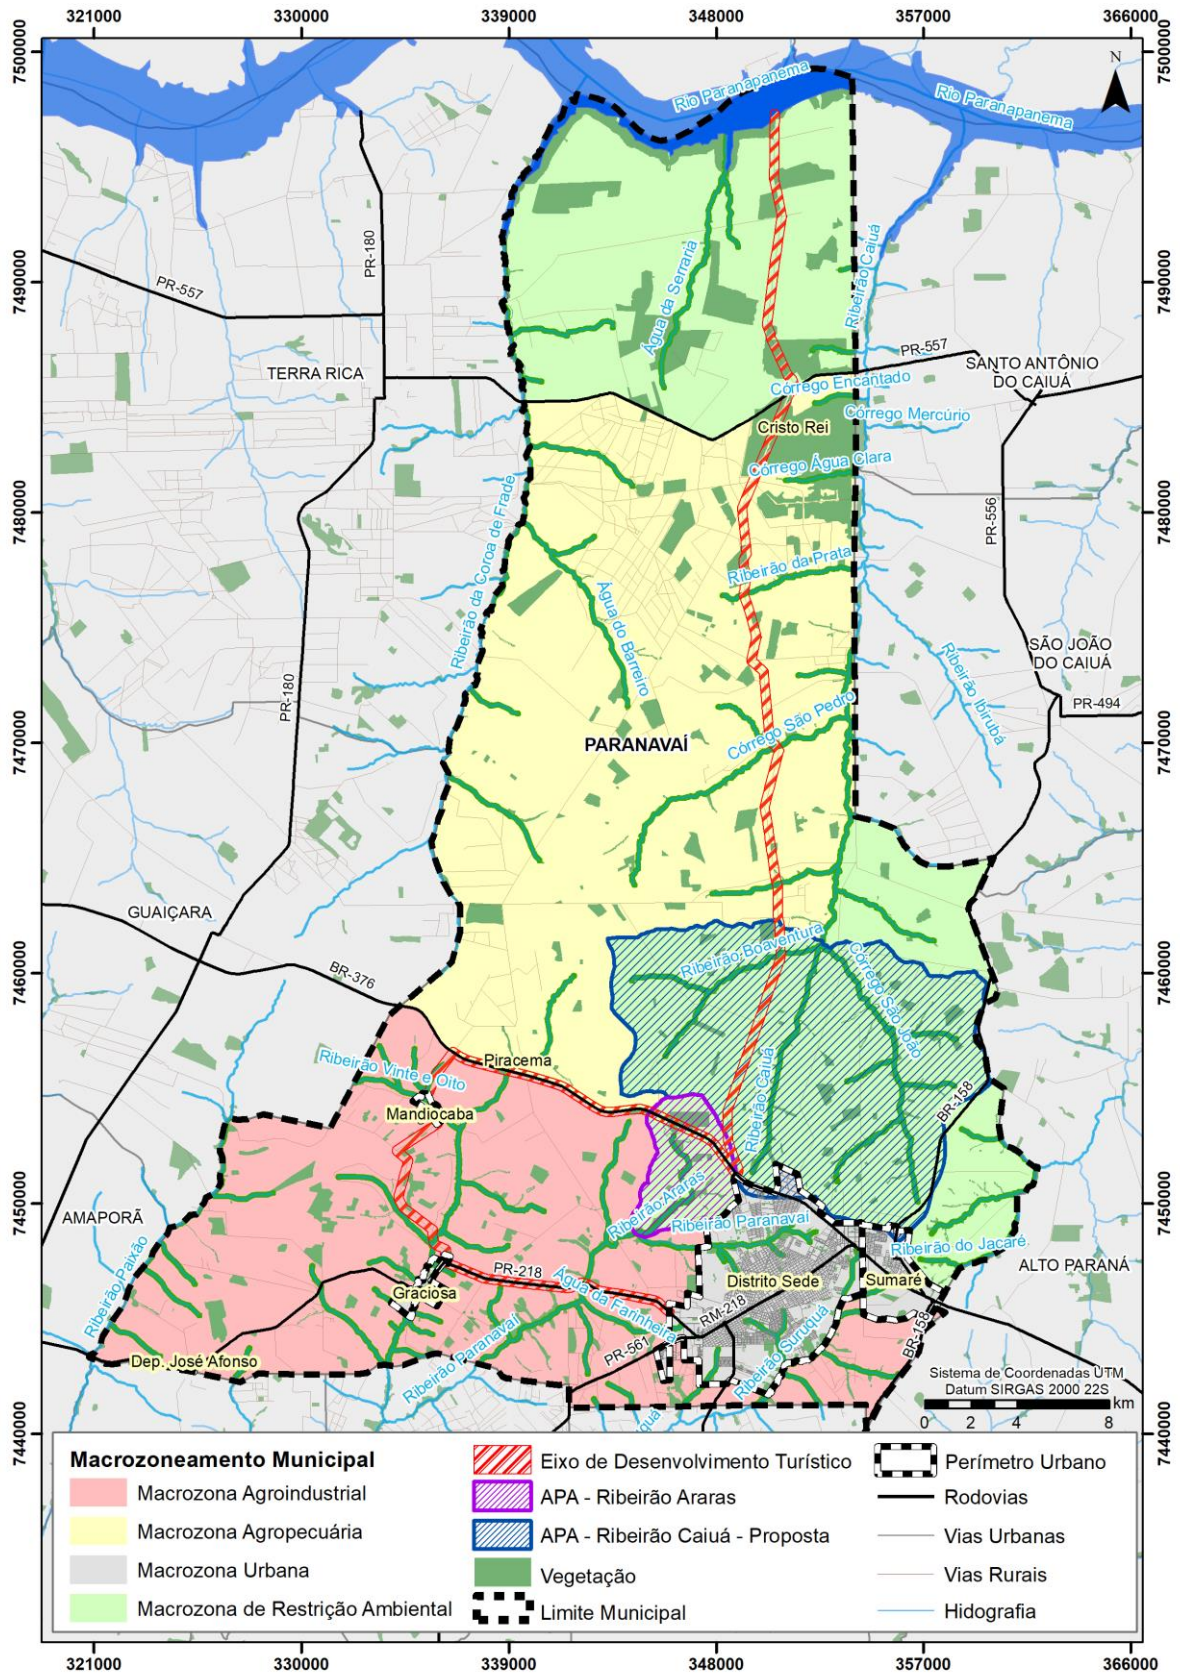 321000 330000 339000 348000 357000 366000
7500000
7500000
N
Rio Paranapanema
Rio Paranapanema
PR-180
PR-557
7490000
7490000
Água da Serraria
Ribeirão Caiuá
PR-557
TERRA RICA
SANTO ANTÔNIO
DO CAIUÁ
Córrego Encantado
Córrego Mercúrio
Cristo Rei
Córrego Água Clara
7480000
7480000
Ribeirão da Coroa de Frade
PR-556
Ribeirão da Prata
Água do Barreiro
SÃO JOÃO
DO CAIUÁ
Ribeirão Ibirubá
PR-180
PR-494
Córrego São Pedro
7470000
7470000
PARANAVAÍ
GUAIÇARA
BR-376
Ribeirão Boaventura
Córrego São João
7460000
7460000
Piracema
Ribeirão Vinte e Oito
Mandiocaba
Ribeirão Caiuá
BR-158
Ribeirão Araras
7450000
7450000
AMAPORÃ
Ribeirão Paranavaí
Ribeirão do Jacaré
Ribeirão Paixão
ALTO PARANÁ
PR-218
Água da Farinheira
Distrito Sede
Sumaré
Graciosa
RM-218
Ribeirão Paranavaí
PR-561
Ribeirão Suruquá
BR-158
Dep. José Afonso
Sistema de Coordenadas UTM
Datum SIRGAS 2000 22S
km
0 2 4 8
quá
7440000
7440000
Macrozoneamento Municipal
Macrozona Agroindustrial
Macrozona Agropecuária
Macrozona Urbana
Macrozona de Restrição Ambiental
Eixo de Desenvolvimento Turístico
APA - Ribeirão Araras
APA - Ribeirão Caiuá - Proposta
Vegetação
Limite Municipal
Perímetro Urbano
Rodovias
Vias Urbanas
Vias Rurais
Hidografia
321000 330000 339000 348000 357000 366000